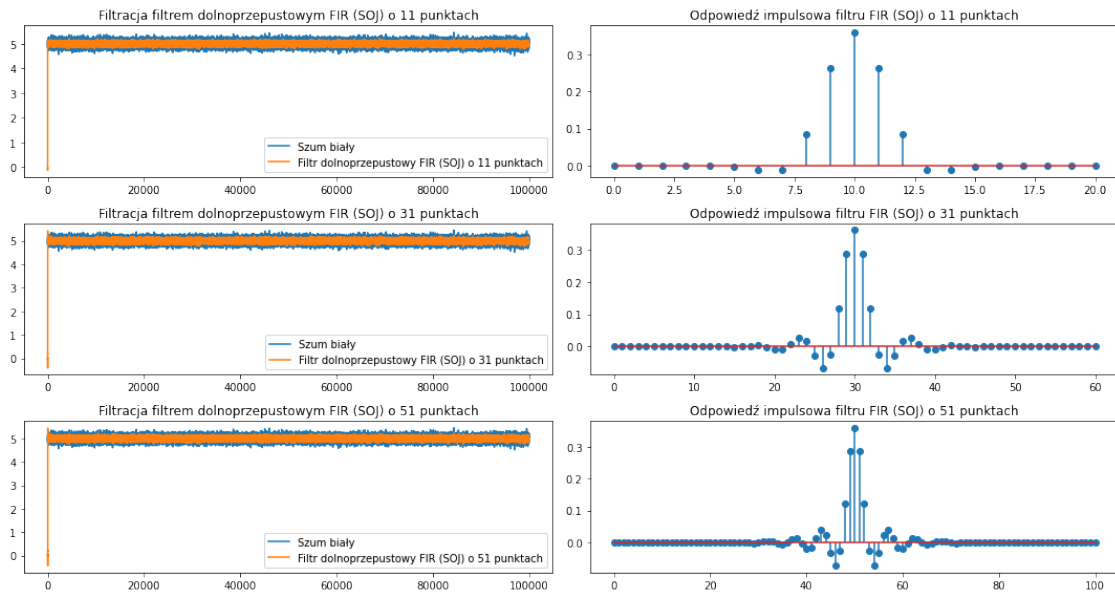 Filtracja filtrem dolnoprzepustowym FIR (SOJ) o 11 punktach
5
4
3
2
1
0
Szum biały
Filtr dolnoprzepustowy FIR (SOJ) o 11 punktach
0 20000 40000 60000 80000 100000
Odpowiedź impulsowa filtru FIR (SOJ) o 11 punktach
0.3
0.2
0.1
0.0
0.0 2.5 5.0 7.5 10.0 12.5 15.0 17.5 20.0
Filtracja filtrem dolnoprzepustowym FIR (SOJ) o 31 punktach
5
4
3
2
1
0
Szum biały
Filtr dolnoprzepustowy FIR (SOJ) o 31 punktach
0 20000 40000 60000 80000 100000
Odpowiedź impulsowa filtru FIR (SOJ) o 31 punktach
0.3
0.2
0.1
0.0
0 10 20 30 40 50 60
Filtracja filtrem dolnoprzepustowym FIR (SOJ) o 51 punktach
5
4
3
2
1
0
Szum biały
Filtr dolnoprzepustowy FIR (SOJ) o 51 punktach
0 20000 40000 60000 80000 100000
Odpowiedź impulsowa filtru FIR (SOJ) o 51 punktach
0.3
0.2
0.1
0.0
0 20 40 60 80 100